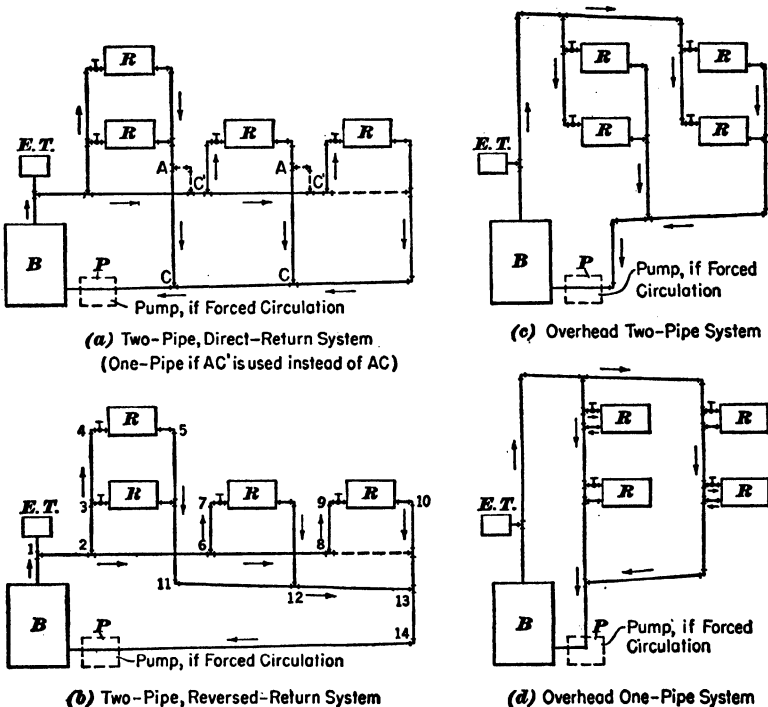 R
R
R
R
E.T.
A
C'
A
C'
B
P
C
C
Pump, if Forced Circulation
(a) Two-Pipe, Direct-Return System
(One-Pipe if AC' is used instead of AC)
R
R
R
R
E.T.
B
P
Pump, if Forced
Circulation
(c) Overhead Two-Pipe System
4
R
5
3
R
7
R
9
R
10
E.T.
1
2
6
8
11
12
13
B
P
14
Pump, if Forced Circulation
(b) Two-Pipe, Reversed-Return System
R
R
R
R
E.T.
B
P
Pump, if Forced
Circulation
(d) Overhead One-Pipe System